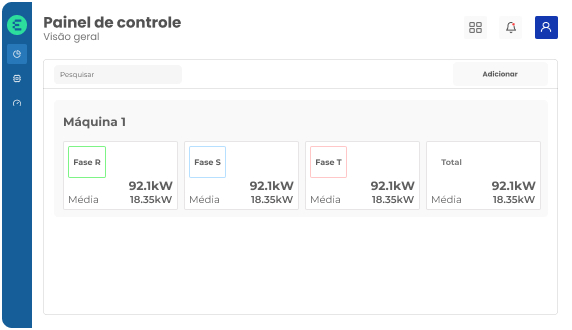 Painel de controle
Visão geral
Pesquisar
Adicionar
Máquina 1
Fase R
92.1kW
Média 18.35kW
Fase S
92.1kW
Média 18.35kW
Fase T
92.1kW
Média 18.35kW
Total
92.1kW
Média 18.35kW